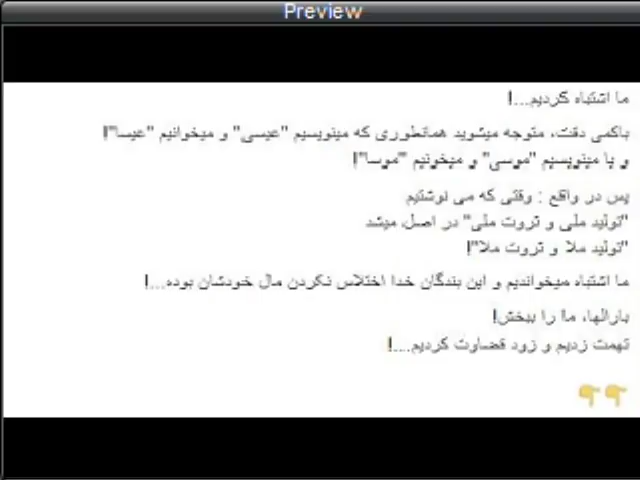 Preview
ما اشتباه کردیم...!
باکمی دقت، متوجه میشوید همانطوری که مینویسیم "عیسی" و میخوانیم "عیسا"!
و یا مینویسیم "موسی" و میخونیم "موسا"!
پس در واقع : وقتی که می نوشتیم
"تولید ملی و ثروت ملی" در اصل، میشد
"تولید ملا و ثروت ملا"!
ما اشتباه میخواندیم و این بندگان خدا اختلاس نکردن مال خودشان بوده...!
بارالها، ما را ببخش!
تهمت زدیم و زود قضاوت کردیم....!